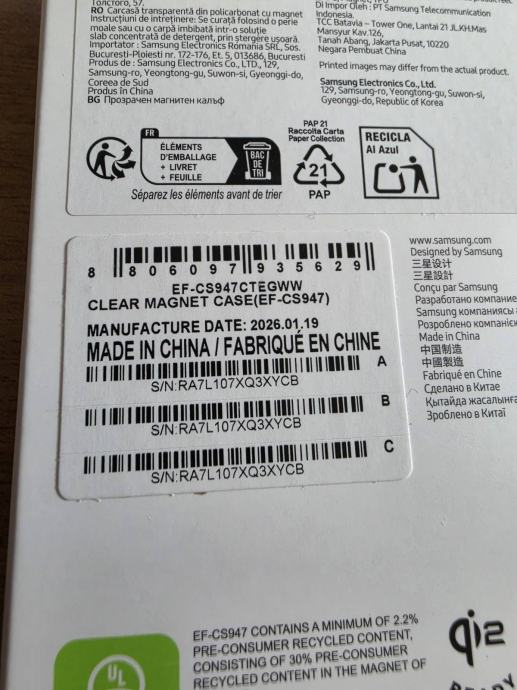 Толстого, 57.
RO Carcasă transparentă din policarbonat cu magnet
Instrucțiuni de întreținere: Se curață folosind o perie
moale sau cu o cârpă imbibată intr-o soluție
slab concentrată de detergent, prin ștergere ușoară.
Importator : Samsung Electronics Romania SRL, Sos.
Bucuresti-Ploiesti nr. 172-176, Et. 5, 013686, Bucuresti
Produs de : Samsung Electronics Co., LTD., 129,
Samsung-ro, Yeongtong-gu, Suwon-si, Gyeonggi-do,
Coreea de Sud
Produs în China
BG Прозрачен магнитен калъф
Di Impor Oleh : PT Samsung Telecommunication
Indonesia.
TCC Batavia – Tower One, Lantai 21 JL.KH.Mas
Mansyur Kav.126,
Tanah Abang, Jakarta Pusat, 10220
Negara Pembuat China
Printed images may differ from the actual product.
Samsung Electronics Co., Ltd.
129, Samsung-ro, Yeongtong-gu, Suwon-si,
Gyeonggi-do, Republic of Korea
FR
ÉLÉMENTS
D'EMBALLAGE
+ LIVRET
+ FEUILLE
BAC
DE
TRI
Séparez les éléments avant de trier
PAP 21
Raccolta Carta
Paper Collection
21
PAP
RECICLA
Al Azul
8 806097 935629
EF-CS947CTEGWW
CLEAR MAGNET CASE(EF-CS947)
MANUFACTURE DATE: 2026.01.19
MADE IN CHINA / FABRIQUÉ EN CHINE
A
S/N:RA7L107XQ3XYCB
B
S/N:RA7L107XQ3XYCB
C
S/N:RA7L107XQ3XYCB
www.samsung.com
Designed by Samsung
三星设计
三星設計
Conçu par Samsung
Разработано компание
Samsung компаниясы
Розроблено компаніє
Made in China
中国制造
中國製造
Fabriqué en Chine
Сделано в Китае
Қытайда жасалынға
Зроблено в Китаї
UL
EF-CS947 CONTAINS A MINIMUM OF 2.2%
PRE-CONSUMER RECYCLED CONTENT,
CONSISTING OF 30% PRE-CONSUMER
RECYCLED CONTENT IN THE MAGNET OF
qi2
READY